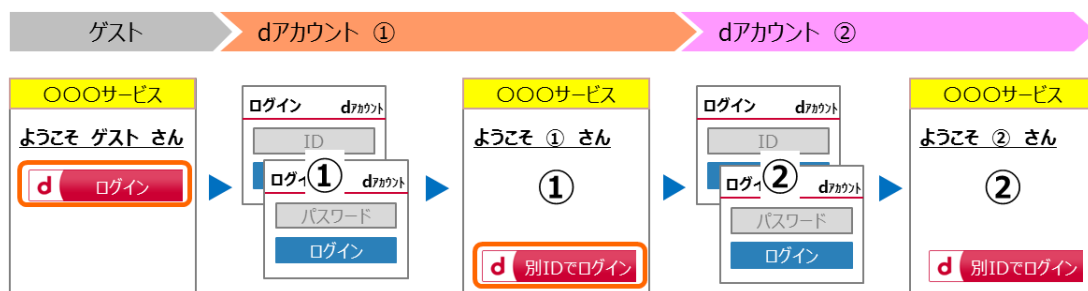 ゲスト
dアカウント ①
dアカウント ②
〇〇〇サービス
ようこそ ゲスト さん
d ログイン
ログイン dアカウント
ID
①
ログイン dアカウント
パスワード
ログイン
〇〇〇サービス
ようこそ ① さん
①
d 別IDでログイン
ログイン dアカウント
ID
②
ログ dアカウント
パスワード
ログイン
〇〇〇サービス
ようこそ ② さん
②
d 別IDでログイン